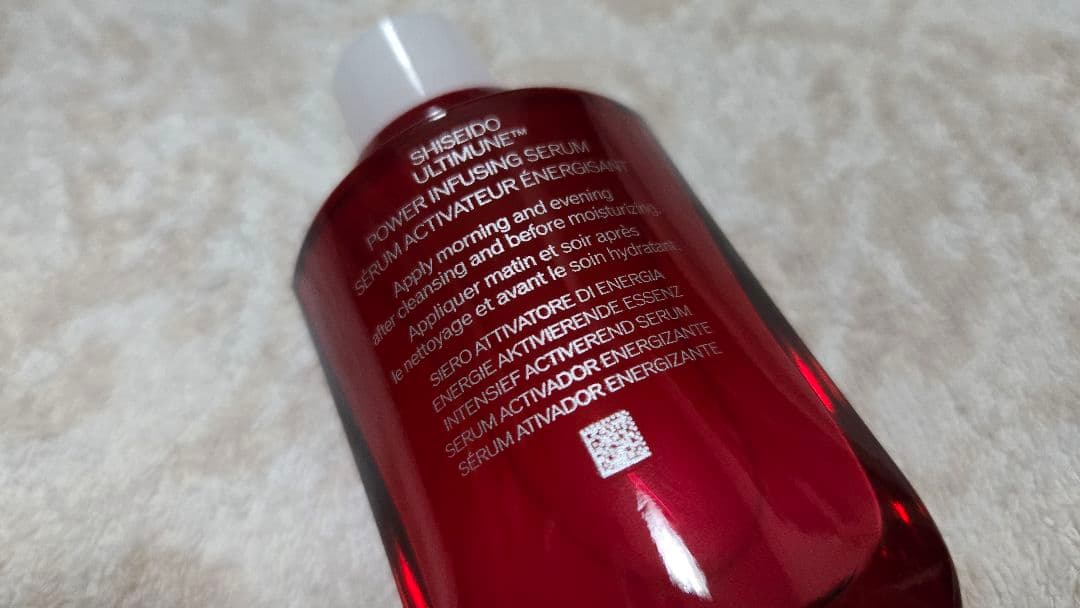 SHISEIDO
ULTIMUNE™
POWER INFUSING SERUM
SÉRUM ACTIVATEUR ÉNERGISANT
Apply morning and evening
after cleansing and before moisturizing.
Appliquer matin et soir après
le nettoyage et avant le soin hydratant.
SIERO ATTIVATORE DI ENERGIA
ENERGIE AKTIVIERENDE ESSENZ
INTENSIEF ACTIVEREND SERUM
SERUM ACTIVADOR ENERGIZANTE
SÉRUM ATIVADOR ENERGIZANTE